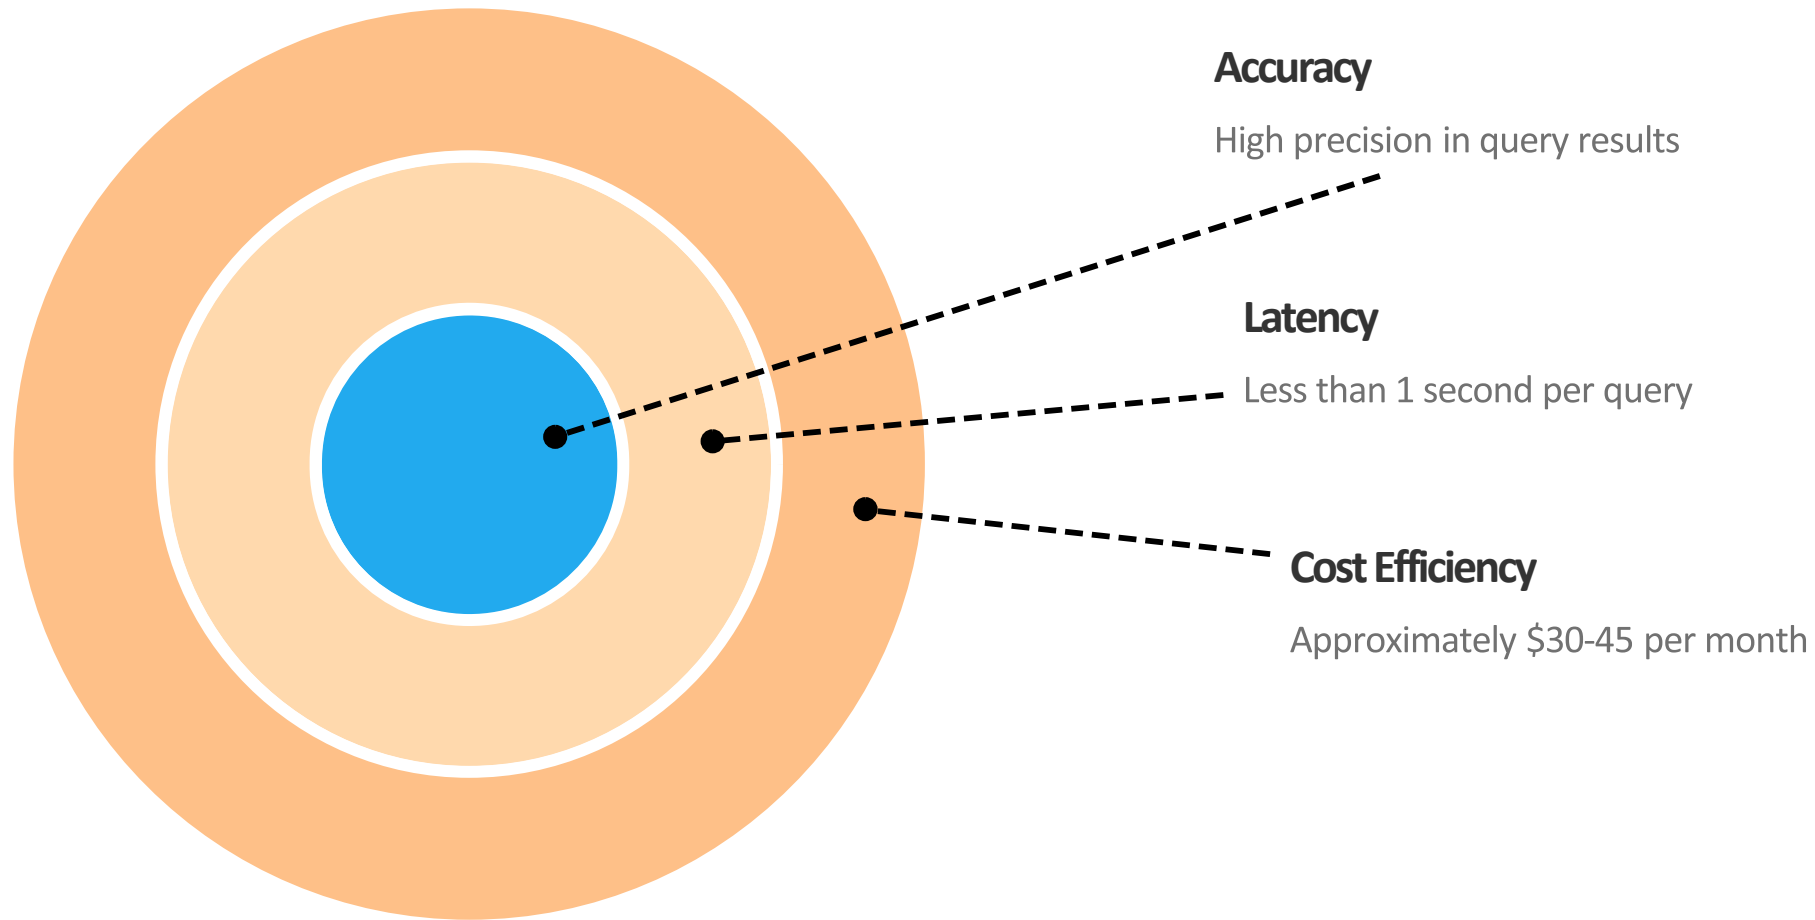 Accuracy
High precision in query results
Latency
Less than 1 second per query
Cost Efficiency
Approximately $30-45 per month